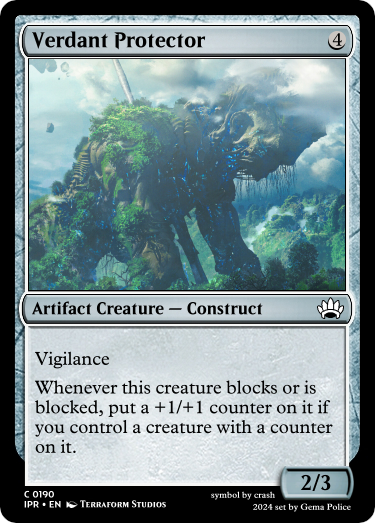 Verdant Protector 4
Artifact Creature — Construct
Vigilance
Whenever this creature blocks or is
blocked, put a +1/+1 counter on it if
you control a creature with a counter
on it.
2/3
C 0190
IPR • EN Terraform Studios
symbol by crash
2024 set by Gema Police